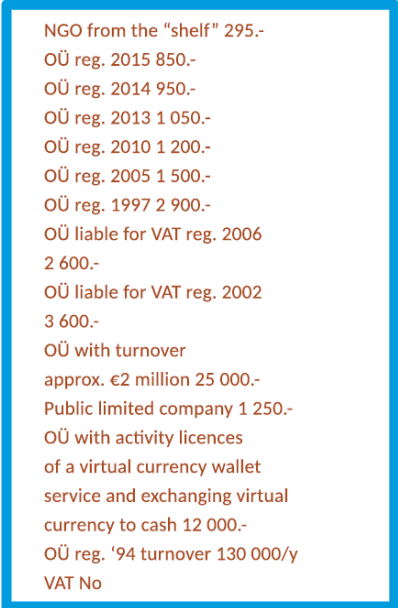 NGO from the “shelf” 295.-
OÜ reg. 2015 850.-
OÜ reg. 2014 950.-
OÜ reg. 2013 1 050.-
OÜ reg. 2010 1 200.-
OÜ reg. 2005 1 500.-
OÜ reg. 1997 2 900.-
OÜ liable for VAT reg. 2006
2 600.-
OÜ liable for VAT reg. 2002
3 600.-
OÜ with turnover
approx. €2 million 25 000.-
Public limited company 1 250.-
OÜ with activity licences
of a virtual currency wallet
service and exchanging virtual
currency to cash 12 000.-
OÜ reg. ‘94 turnover 130 000/y
VAT No